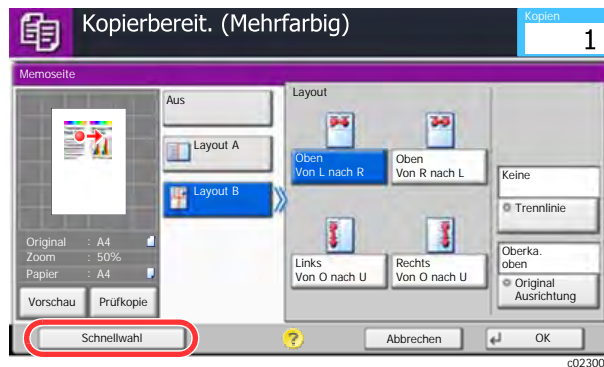 Kopierbereit. (Mehrfarbig)
Kopien
1
Memoseite
Aus
Layout A
Layout B
Layout
Oben
Von L nach R
Oben
Von R nach L
Links
Von O nach U
Rechts
Von O nach U
Keine
Trennlinie
Oberka.
oben
Original
Ausrichtung
Original : A4
Zoom : 50%
Papier : A4
Vorschau
Prüfkopie
Schnellwahl
?
Abbrechen
OK
c02300